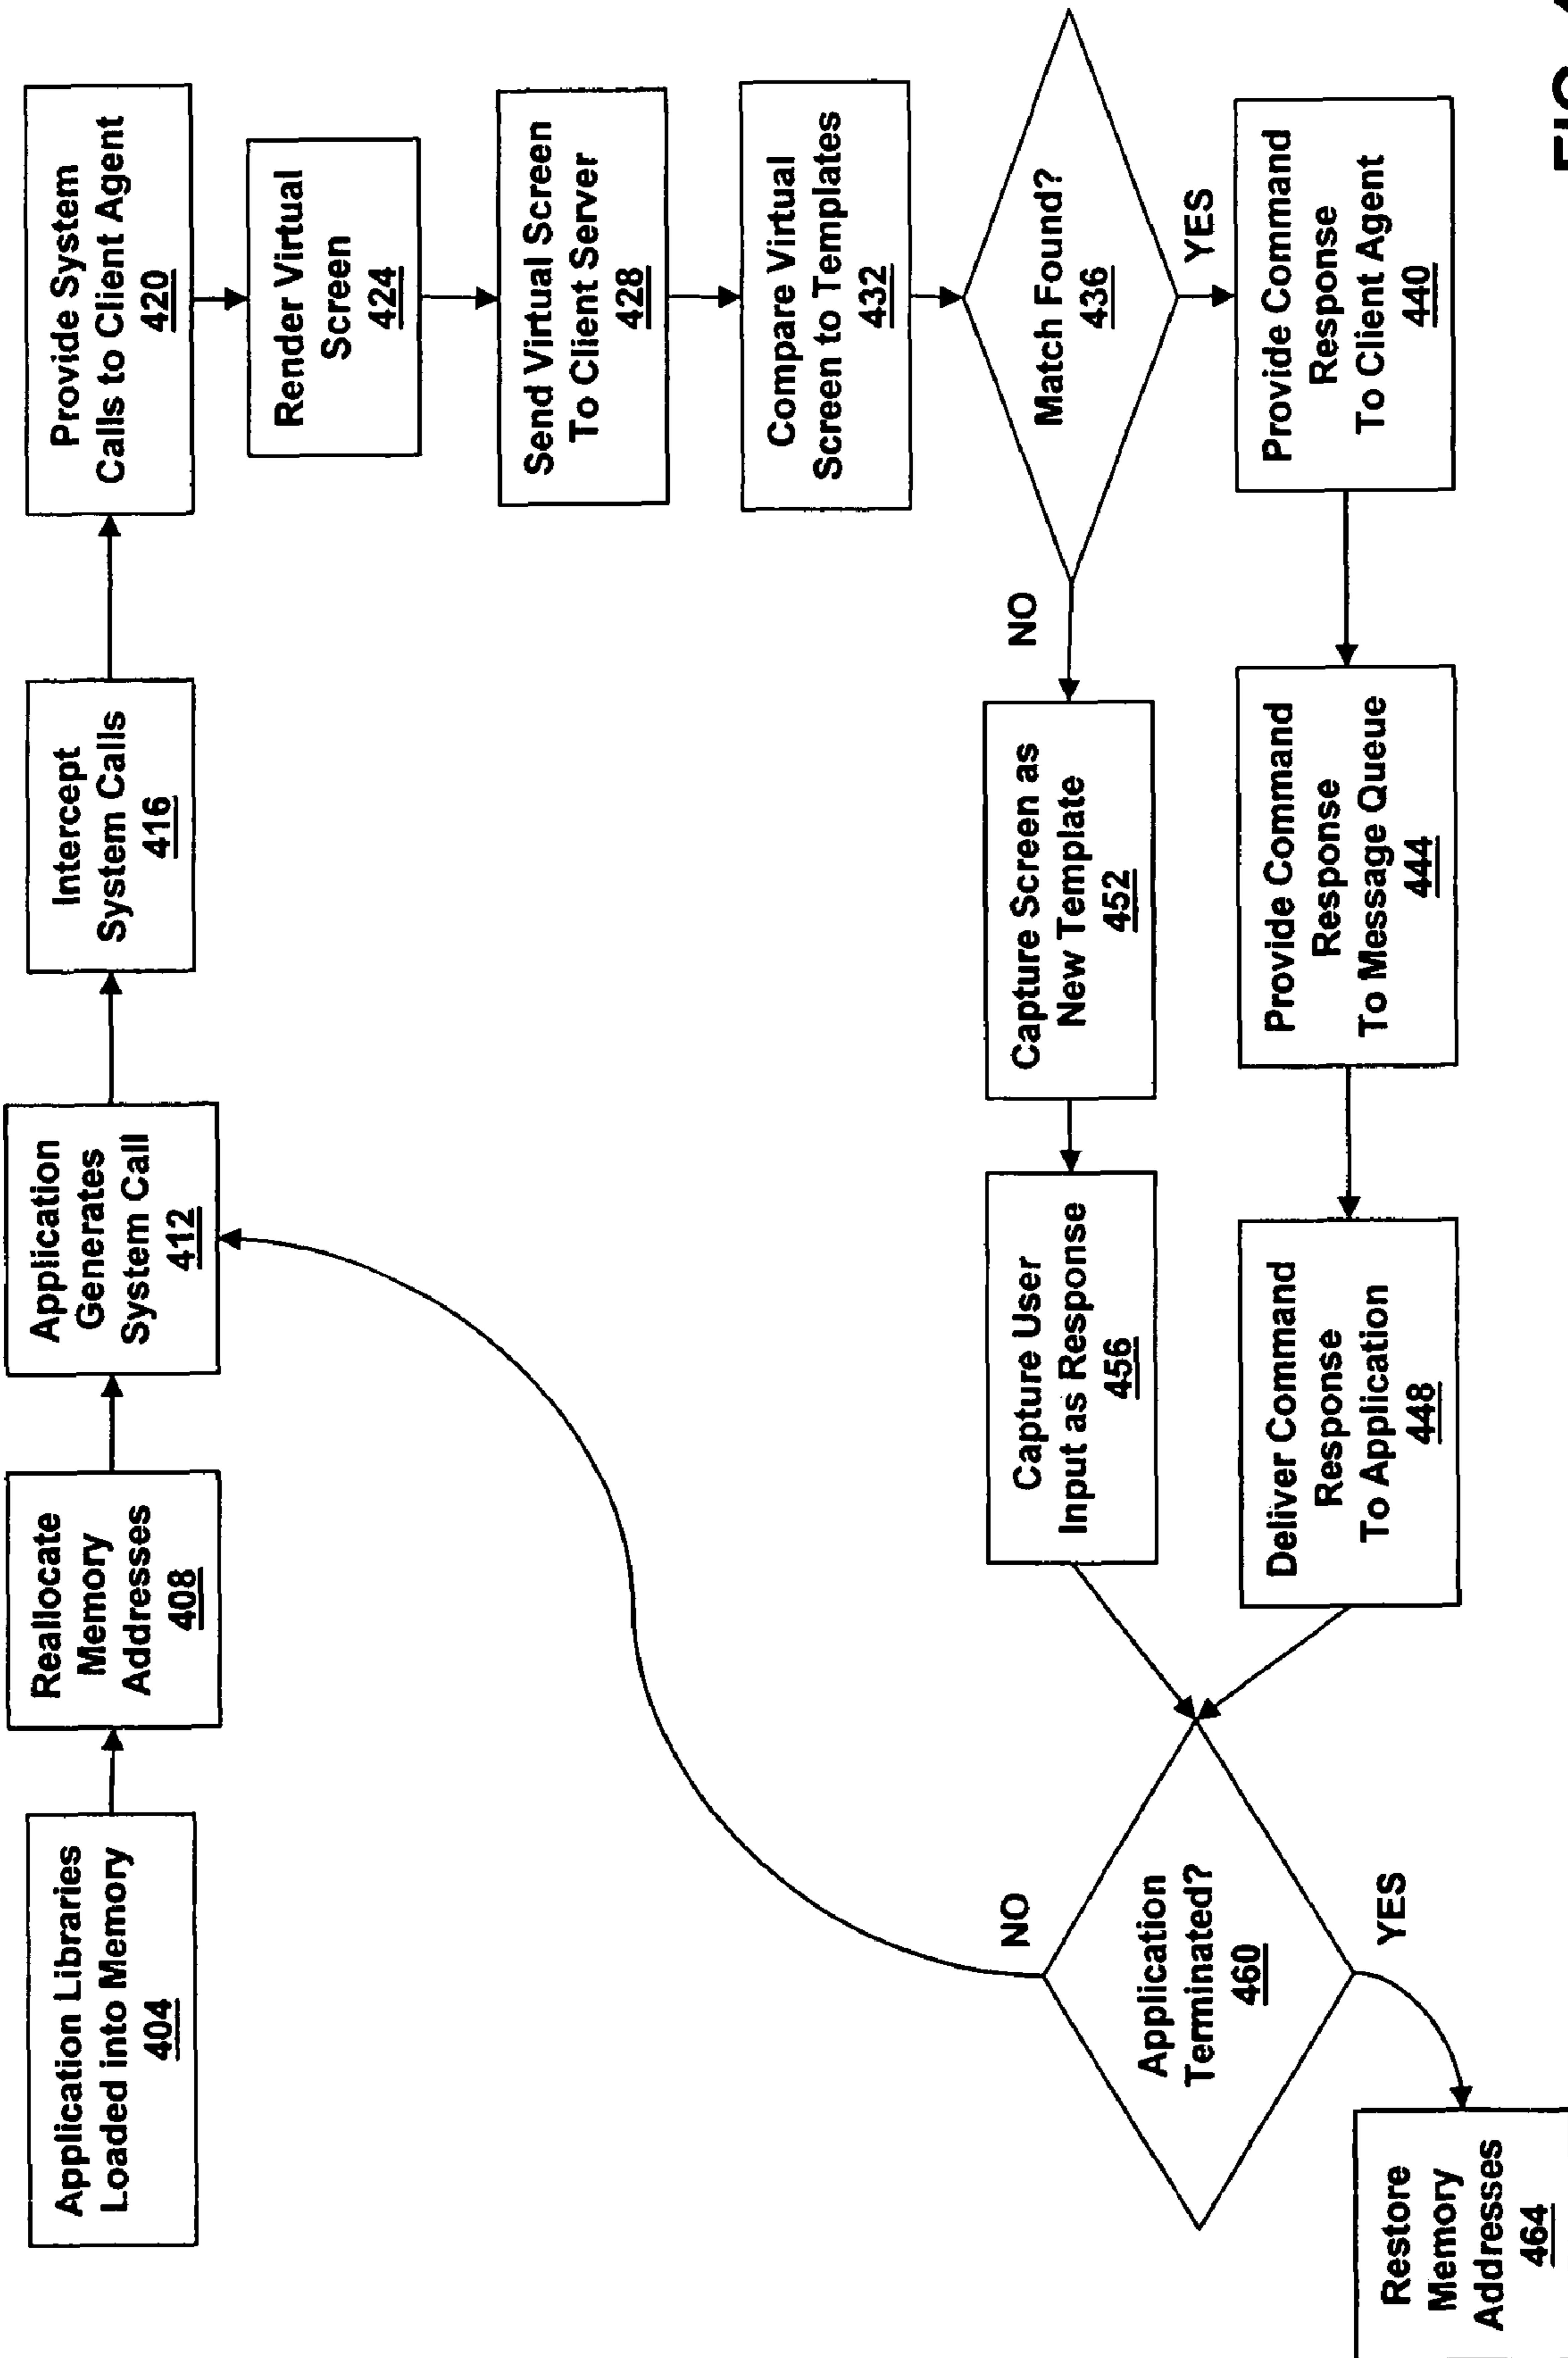 Application Libraries
Loaded into Memory
404
Reallocate
Memory
Addresses
408
Application
Generates
System Call
412
Intercept
System Calls
416
Provide System
Calls to Client Agent
420
Render Virtual
Screen
424
Send Virtual Screen
To Client Server
428
Compare Virtual
Screen to Templates
432
Match Found?
436
NO
YES
Capture Screen as
New Template
452
Capture User
Input as Response
456
Provide Command
Response
To Client Agent
440
Provide Command
Response
To Message Queue
444
Deliver Command
Response
To Application
448
Application
Terminated?
460
NO
YES
Restore
Memory
Addresses
464